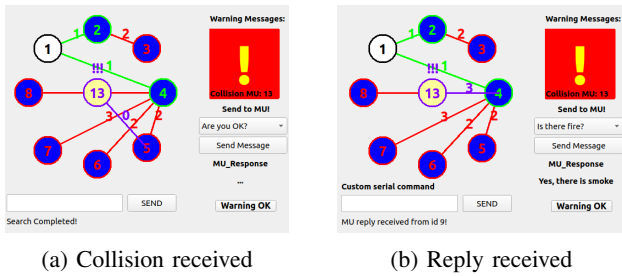 Warning Messages:
1
2
3
1
2
!!!
1
8
13
4
Collision MU: 13
3
0
2
2
7
6
5
Send to MU!
Are you OK?
Send Message
MU_Response
...
SEND
Warning OK
Search Completed!
(a) Collision received
Warning Messages:
1
2
3
1
2
!!!
1
8
13
3
4
Collision MU: 13
3
2
2
7
6
5
Send to MU!
Is there fire?
Send Message
MU_Response
Yes, there is smoke
Custom serial command
SEND
Warning OK
MU reply received from id 9!
(b) Reply received